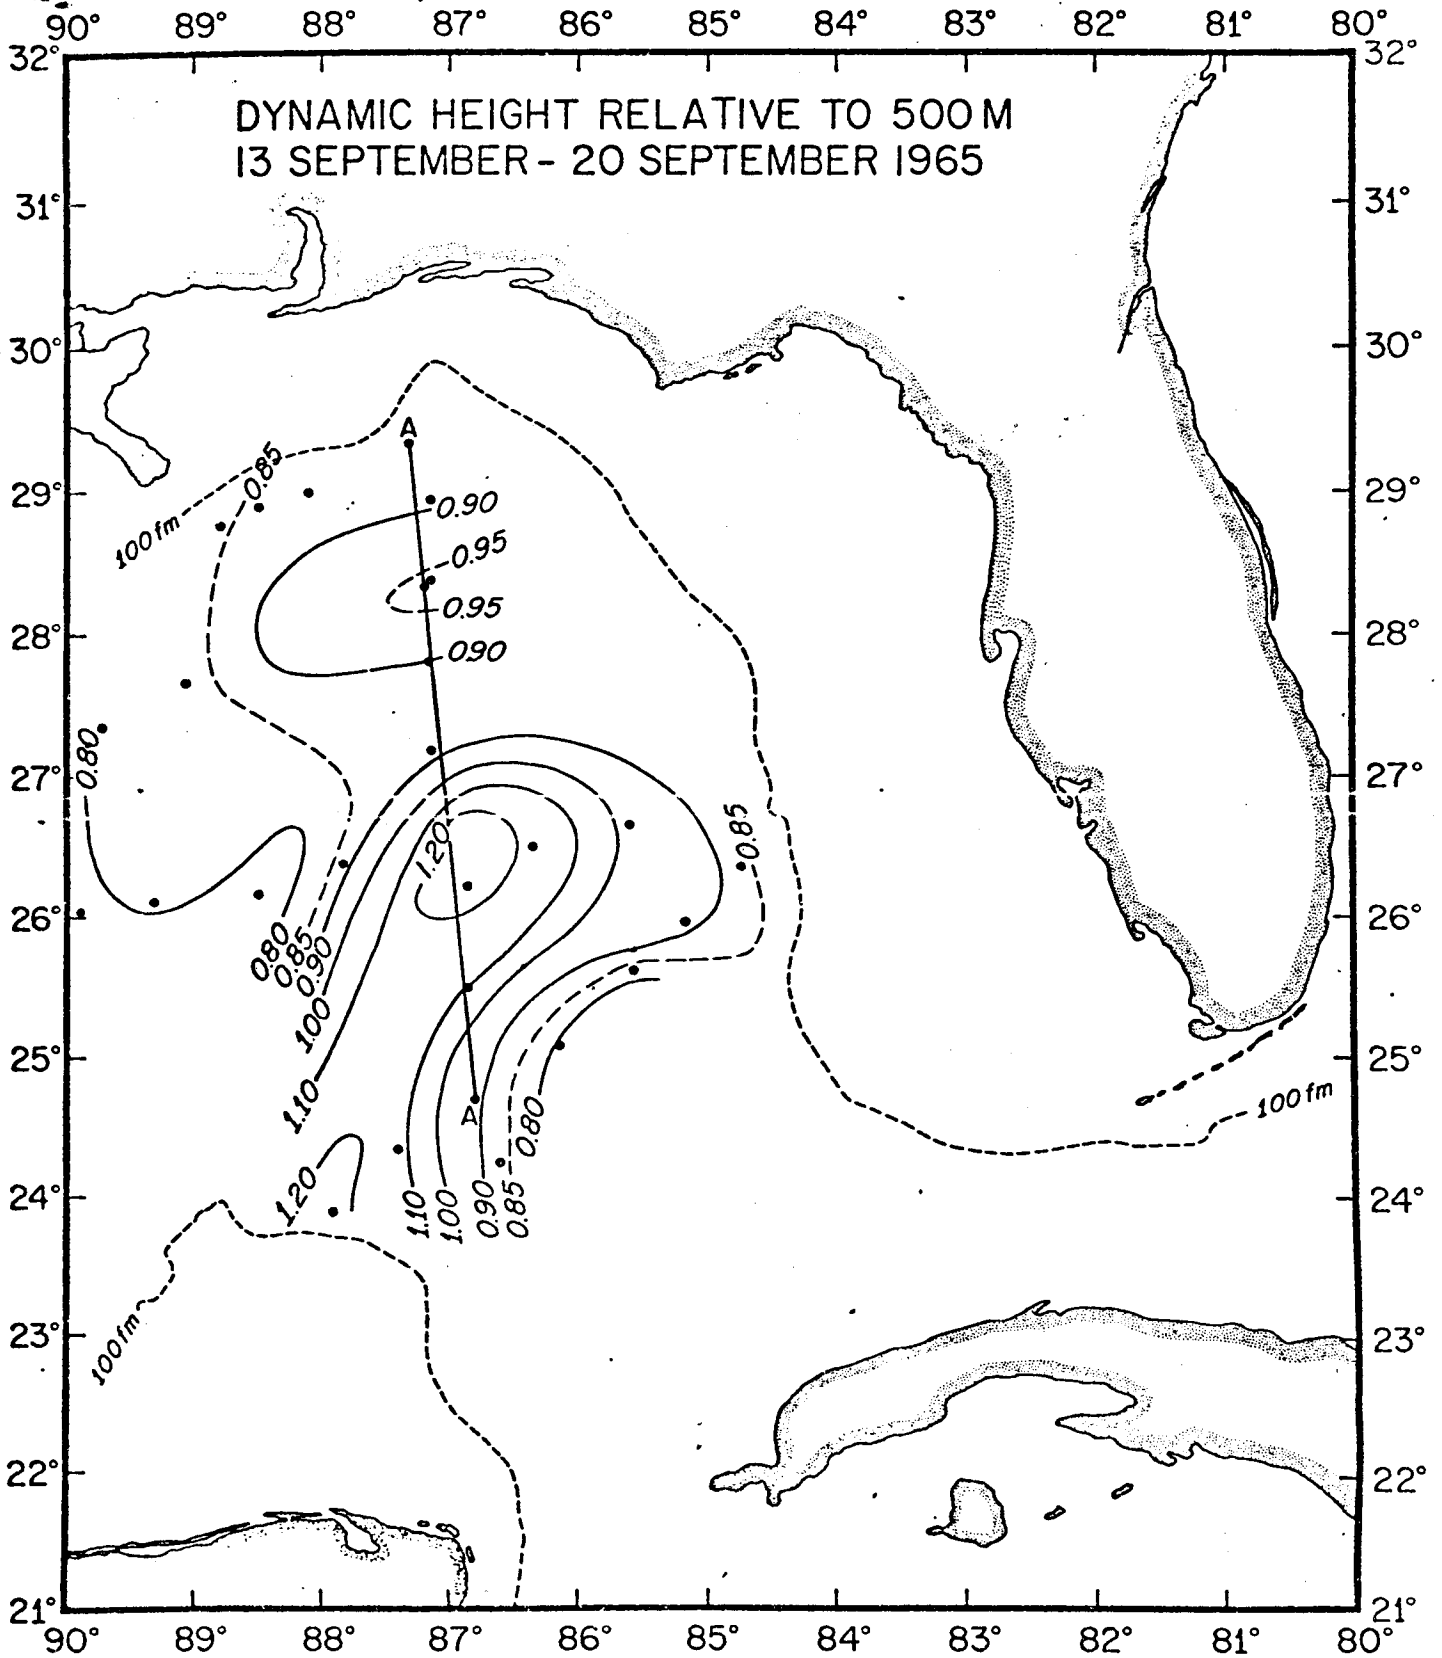 90° 89° 88° 87° 86° 85° 84° 83° 82° 81° 80°
32° 32°
DYNAMIC HEIGHT RELATIVE TO 500 M
13 SEPTEMBER - 20 SEPTEMBER 1965
31° 31°
30° 30°
A
0.85
29° 0.90 29°
100 fm
0.95
0.95
28° 0.90 28°
0.80
27° 27°
0.85
1.20
26° 26°
0.80
0.85
0.90
1.00
25° 25°
1.10
A
0.80
100 fm
1.20
24° 24°
1.10 1.00 0.90 0.85
100 fm
23° 23°
22° 22°
21° 21°
90° 89° 88° 87° 86° 85° 84° 83° 82° 81° 80°